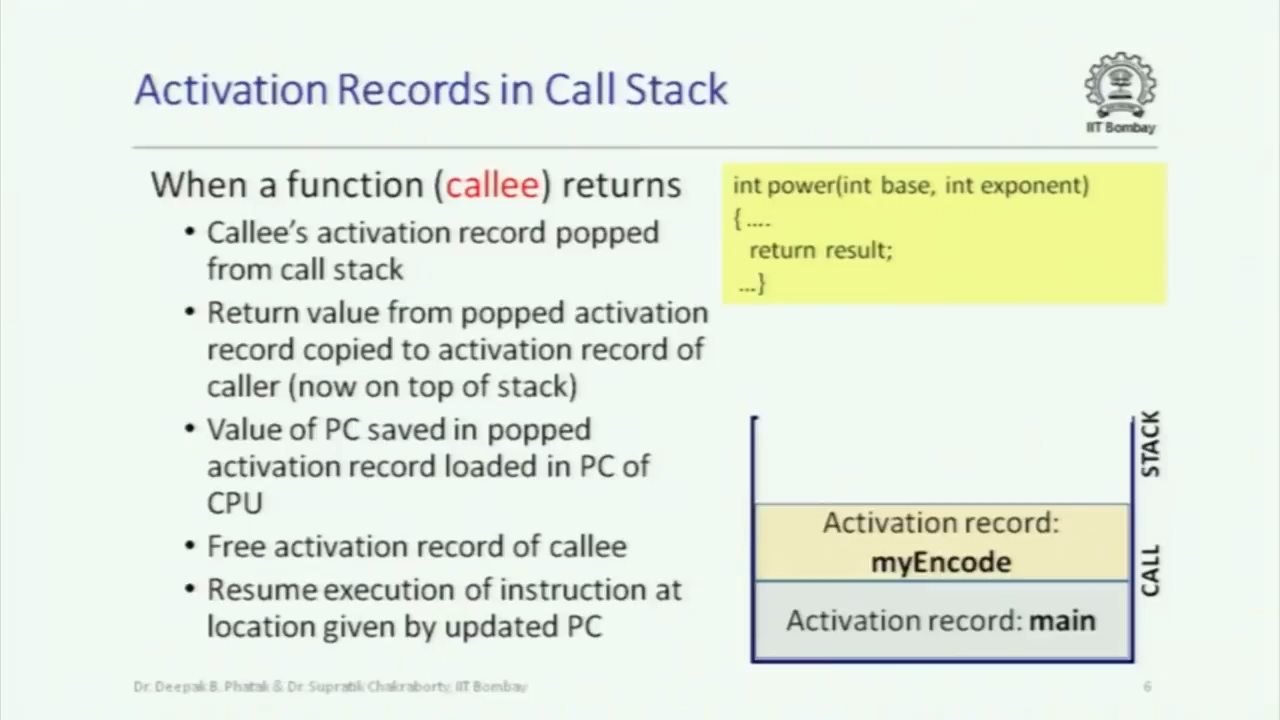 Activation Records in Call Stack
IIT Bombay
When a function (callee) returns
• Callee's activation record popped
from call stack
• Return value from popped activation
record copied to activation record of
caller (now on top of stack)
• Value of PC saved in popped
activation record loaded in PC of
CPU
• Free activation record of callee
• Resume execution of instruction at
location given by updated PC
int power(int base, int exponent)
{ ....
return result;
...}
CALL STACK
Activation record:
myEncode
Activation record: main
Dr. Deepak B. Phatak & Dr. Supratik Chakraborty, IIT Bombay
6